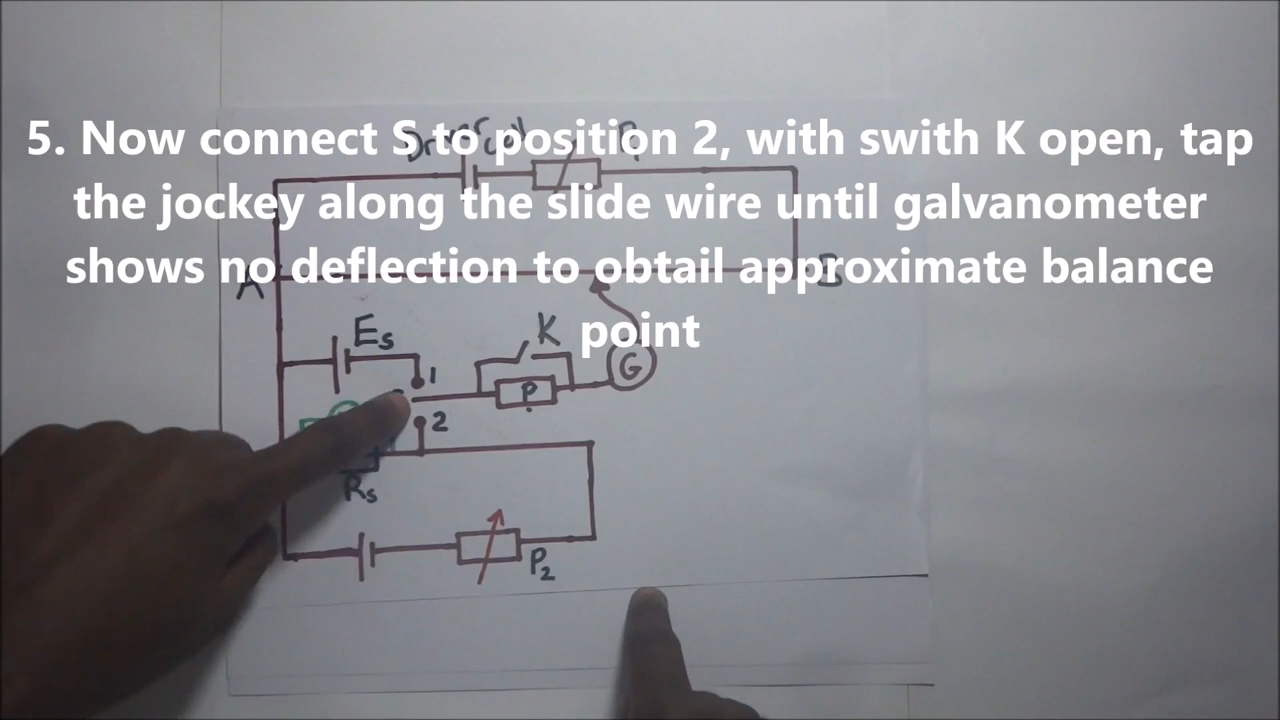 5. Now connect S to position 2, with swith K open, tap
the jockey along the slide wire until galvanometer
shows no deflection to obtail approximate balance
point
A
B
Es
K
1
P
G
2
Rs
P2